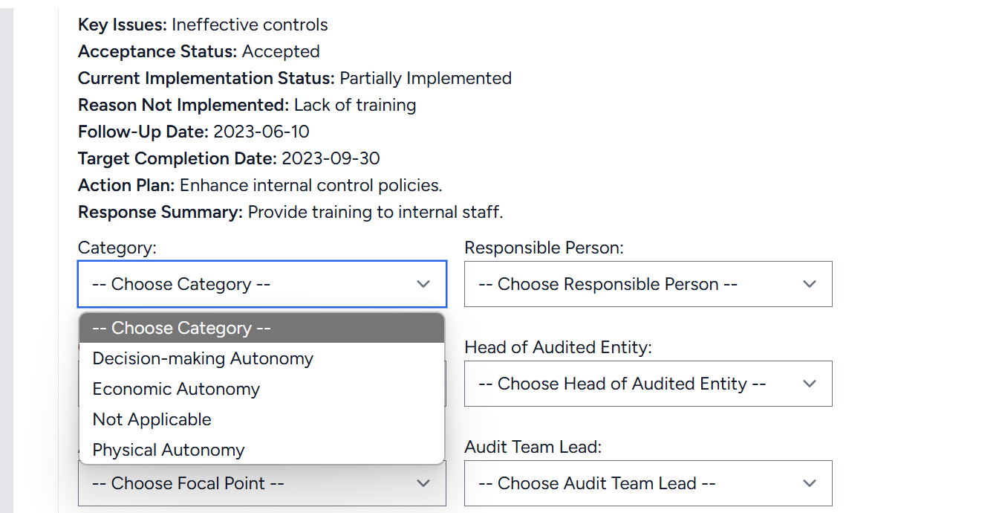 Key Issues: Ineffective controls
Acceptance Status: Accepted
Current Implementation Status: Partially Implemented
Reason Not Implemented: Lack of training
Follow-Up Date: 2023-06-10
Target Completion Date: 2023-09-30
Action Plan: Enhance internal control policies.
Response Summary: Provide training to internal staff.
Category:
-- Choose Category --
-- Choose Category --
Decision-making Autonomy
Economic Autonomy
Not Applicable
Physical Autonomy
-- Choose Focal Point --
Responsible Person:
-- Choose Responsible Person --
Head of Audited Entity:
-- Choose Head of Audited Entity --
Audit Team Lead:
-- Choose Audit Team Lead --